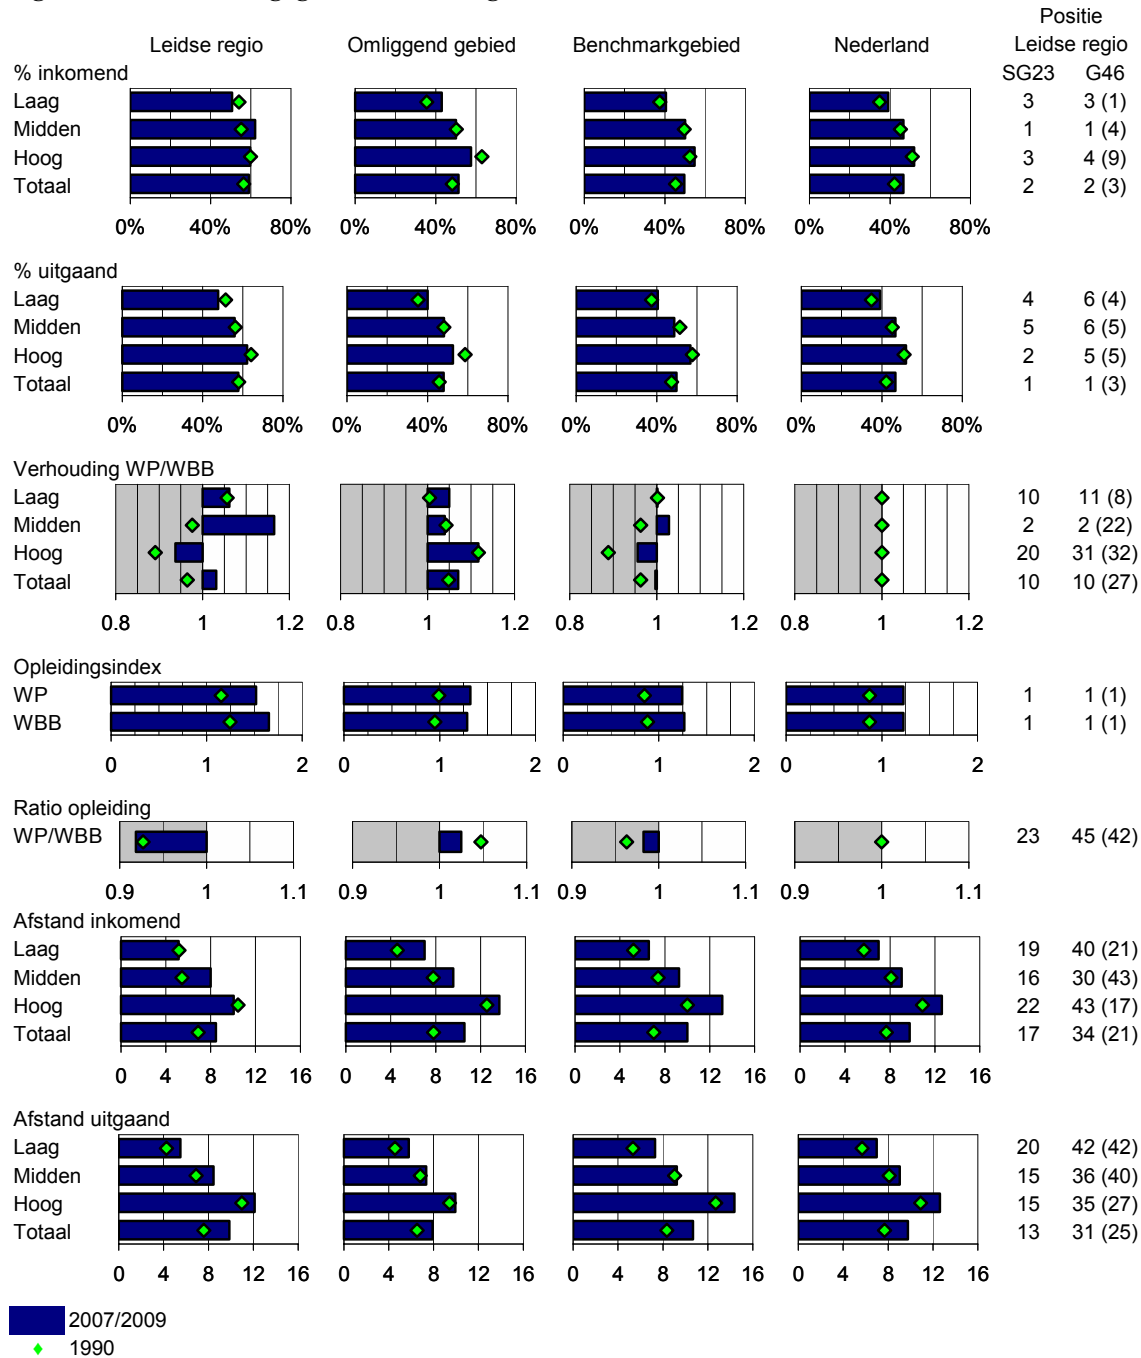 Positie
Leidse regio Omliggend gebied Benchmarkgebied Nederland Leidse regio
% inkomend SG23 G46
Laag 3 3 (1)
Midden 1 1 (4)
Hoog 3 4 (9)
Totaal 2 2 (3)
0% 40% 80% 0% 40% 80% 0% 40% 80% 0% 40% 80%
% uitgaand
Laag 4 6 (4)
Midden 5 6 (5)
Hoog 2 5 (5)
Totaal 1 1 (3)
0% 40% 80% 0% 40% 80% 0% 40% 80% 0% 40% 80%
Verhouding WP/WBB
Laag 10 11 (8)
Midden 2 2 (22)
Hoog 20 31 (32)
Totaal 10 10 (27)
0.8 1 1.2 0.8 1 1.2 0.8 1 1.2 0.8 1 1.2
Opleidingsindex
WP 1 1 (1)
WBB 1 1 (1)
0 1 2 0 1 2 0 1 2 0 1 2
Ratio opleiding
WP/WBB 23 45 (42)
0.9 1 1.1 0.9 1 1.1 0.9 1 1.1 0.9 1 1.1
Afstand inkomend
Laag 19 40 (21)
Midden 16 30 (43)
Hoog 22 43 (17)
Totaal 17 34 (21)
0 4 8 12 16 0 4 8 12 16 0 4 8 12 16 0 4 8 12 16
Afstand uitgaand
Laag 20 42 (42)
Midden 15 36 (40)
Hoog 15 35 (27)
Totaal 13 31 (25)
0 4 8 12 16 0 4 8 12 16 0 4 8 12 16 0 4 8 12 16
2007/2009
1990